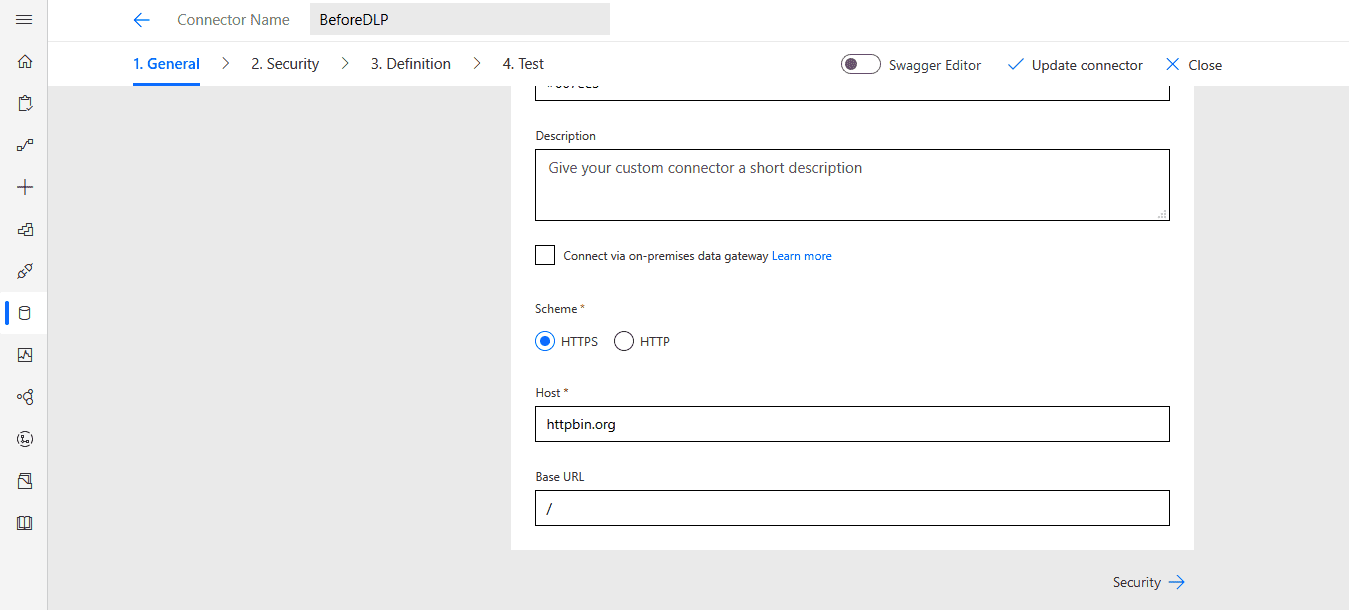 Connector Name BeforeDLP
1. General 2. Security 3. Definition 4. Test Swagger Editor Update connector Close
Description
Give your custom connector a short description
Connect via on-premises data gateway Learn more
Scheme *
HTTPS HTTP
Host *
httpbin.org
Base URL
/
Security